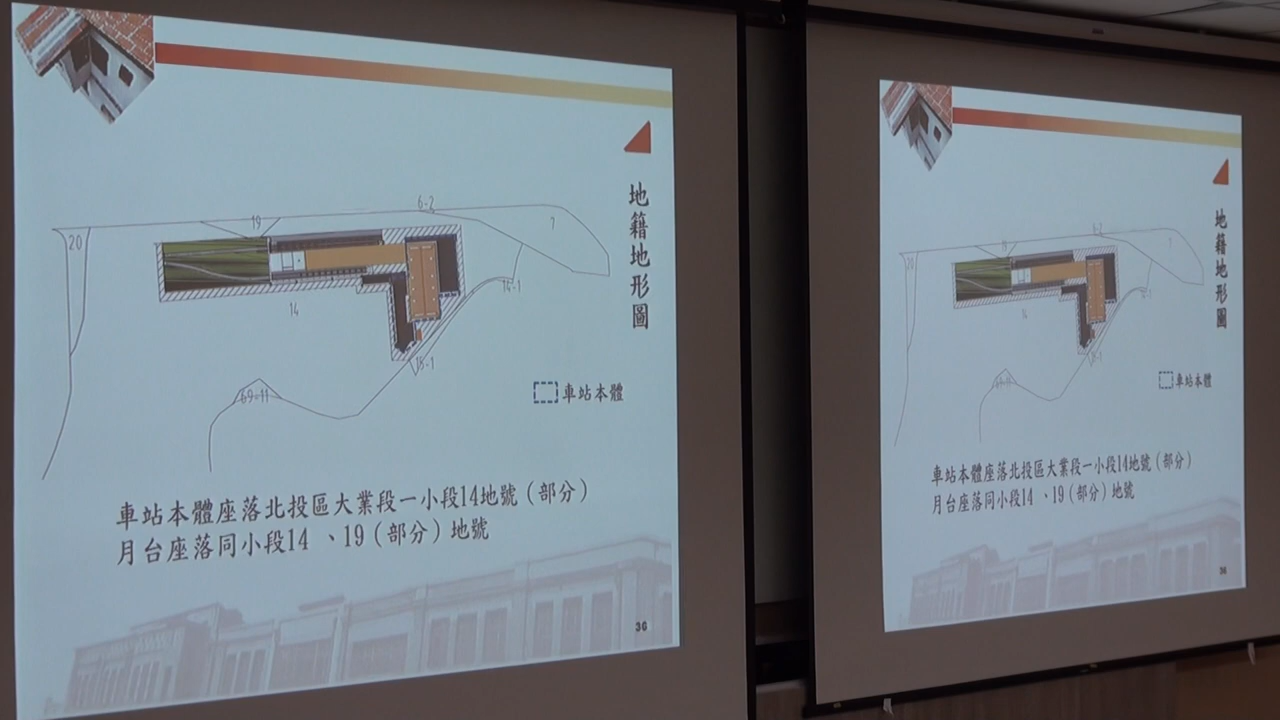 地籍地形圖
20
19
6-2
7
14
14-1
15-1
69-11
車站本體
車站本體座落北投區大業段一小段14地號（部分）
月台座落同小段14 、19（部分）地號
36
地籍地形圖
14
車站本體
車站本體座落北投區大業段一小段14地號（部分）
月台座落同小段14 、19（部分）地號
36